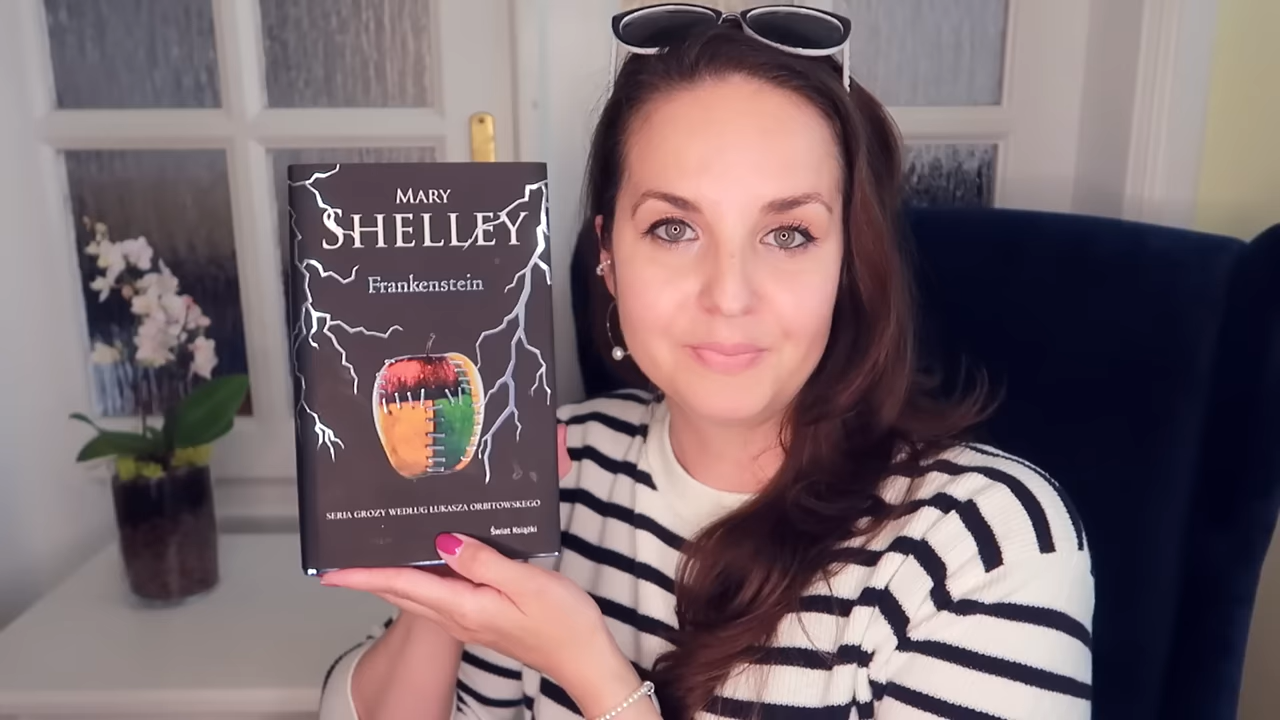 MARY
SHELLEY
Frankenstein
SERIA GROZY WEDŁUG ŁUKASZA ORBITOWSKIEGO
Świat Książki